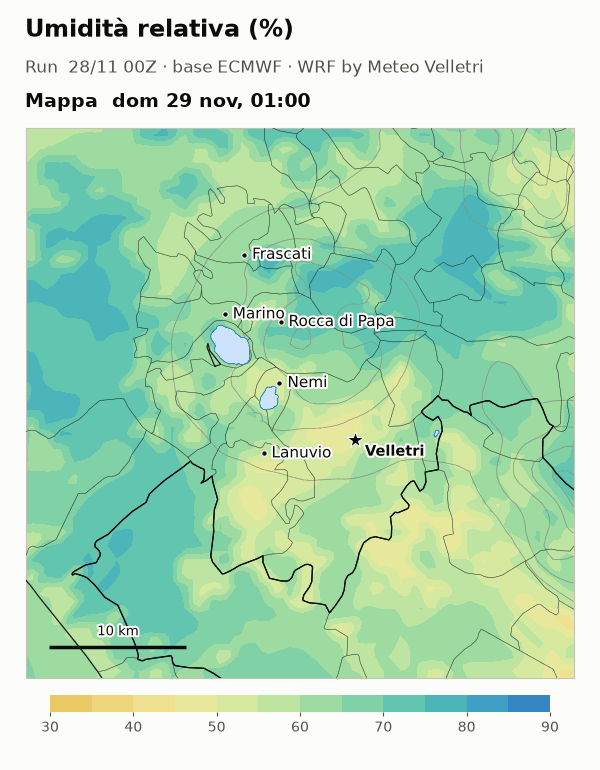 Umidità relativa (%)
Run  28/11 00Z · base ECMWF · WRF by Meteo Velletri
Mappa  dom 29 nov, 01:00
Frascati
Marino
Rocca di Papa
Nemi
Velletri
Lanuvio
10 km
30 40 50 60 70 80 90